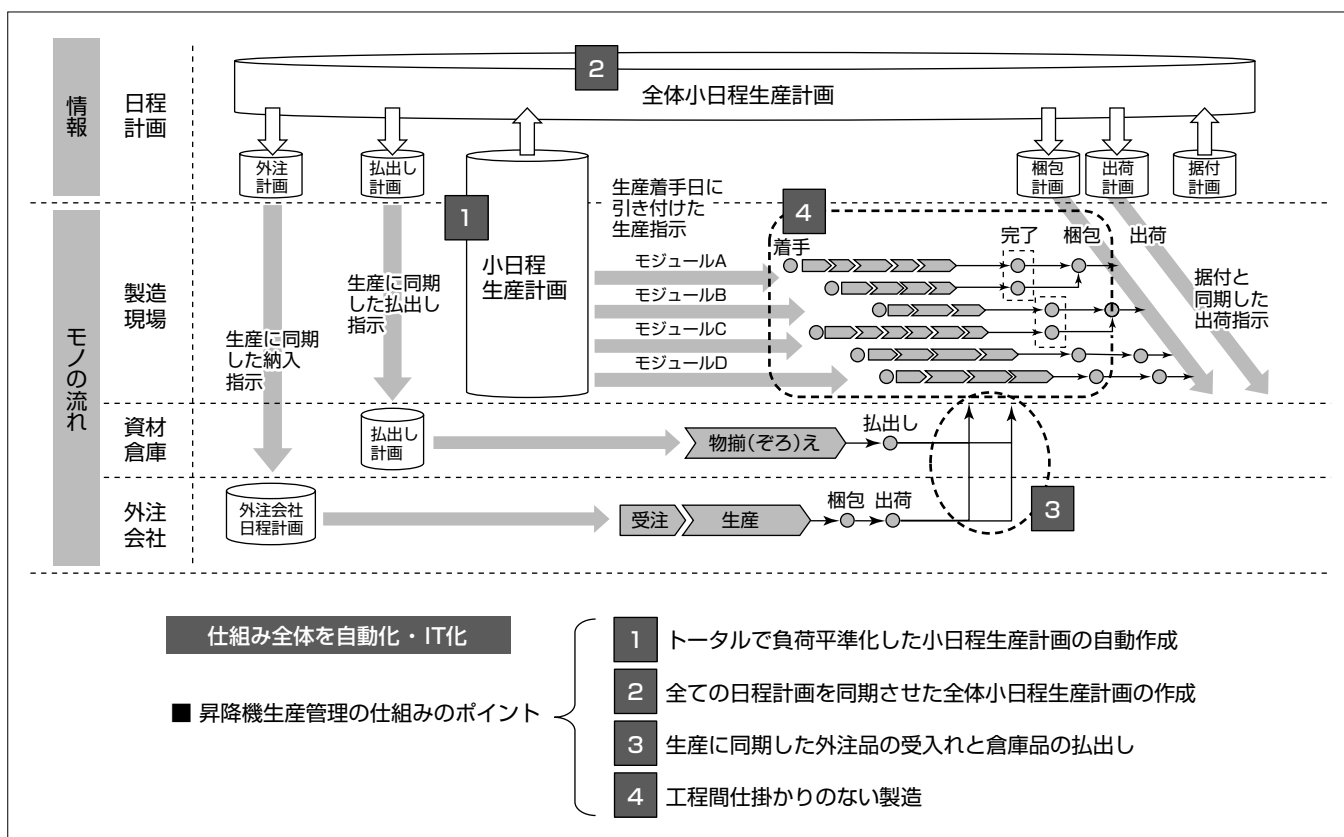 情報
日程
計画
2
全体小日程生産計画
外注
計画
払出し
計画
梱包
計画
出荷
計画
据付
計画
モノの流れ
製造
現場
1
小日程
生産計画
生産着手日に
引き付けた
生産指示
4
着手
完了
梱包
出荷
モジュールA
モジュールB
モジュールC
モジュールD
生産に同期
した払出し
指示
生産に同期
した納入
指示
据付と
同期した
出荷指示
資材
倉庫
払出し
計画
物揃(ぞろ)え
払出し
外注
会社
外注会社
日程計画
受注
生産
梱包
出荷
3
仕組み全体を自動化・IT化
■ 昇降機生産管理の仕組みのポイント
1 トータルで負荷平準化した小日程生産計画の自動作成
2 全ての日程計画を同期させた全体小日程生産計画の作成
3 生産に同期した外注品の受入れと倉庫品の払出し
4 工程間仕掛かりのない製造